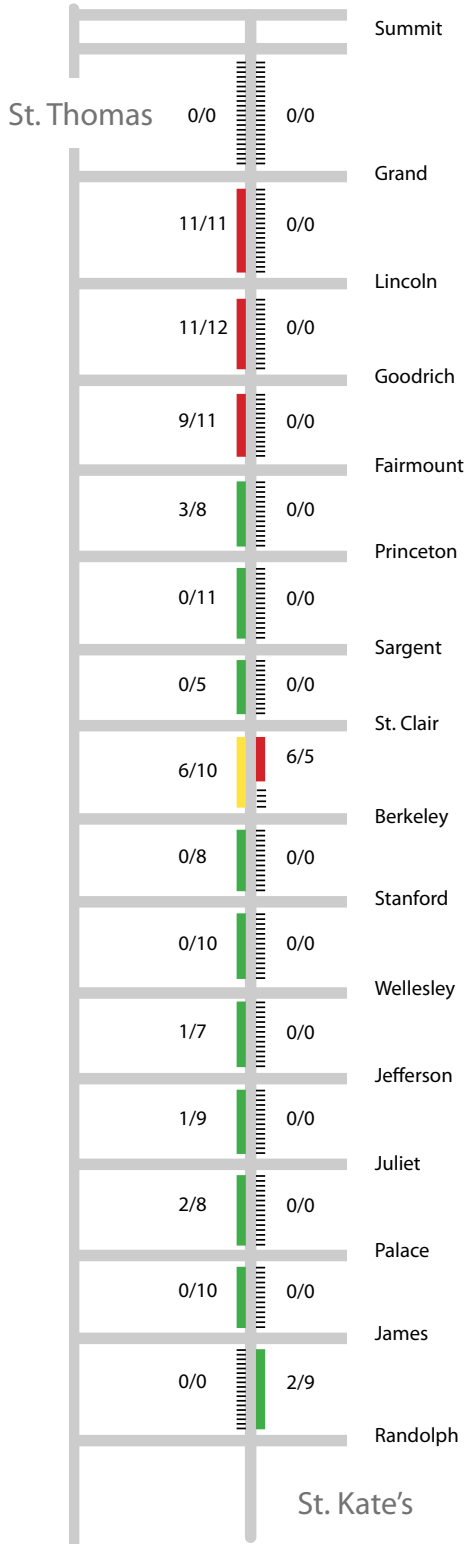 Summit
St. Thomas 0/0 0/0
Grand
11/11 0/0
Lincoln
11/12 0/0
Goodrich
9/11 0/0
Fairmount
3/8 0/0
Princeton
0/11 0/0
Sargent
0/5 0/0
St. Clair
6/10 6/5
Berkeley
0/8 0/0
Stanford
0/10 0/0
Wellesley
1/7 0/0
Jefferson
1/9 0/0
Juliet
2/8 0/0
Palace
0/10 0/0
James
0/0 2/9
Randolph
St. Kate's